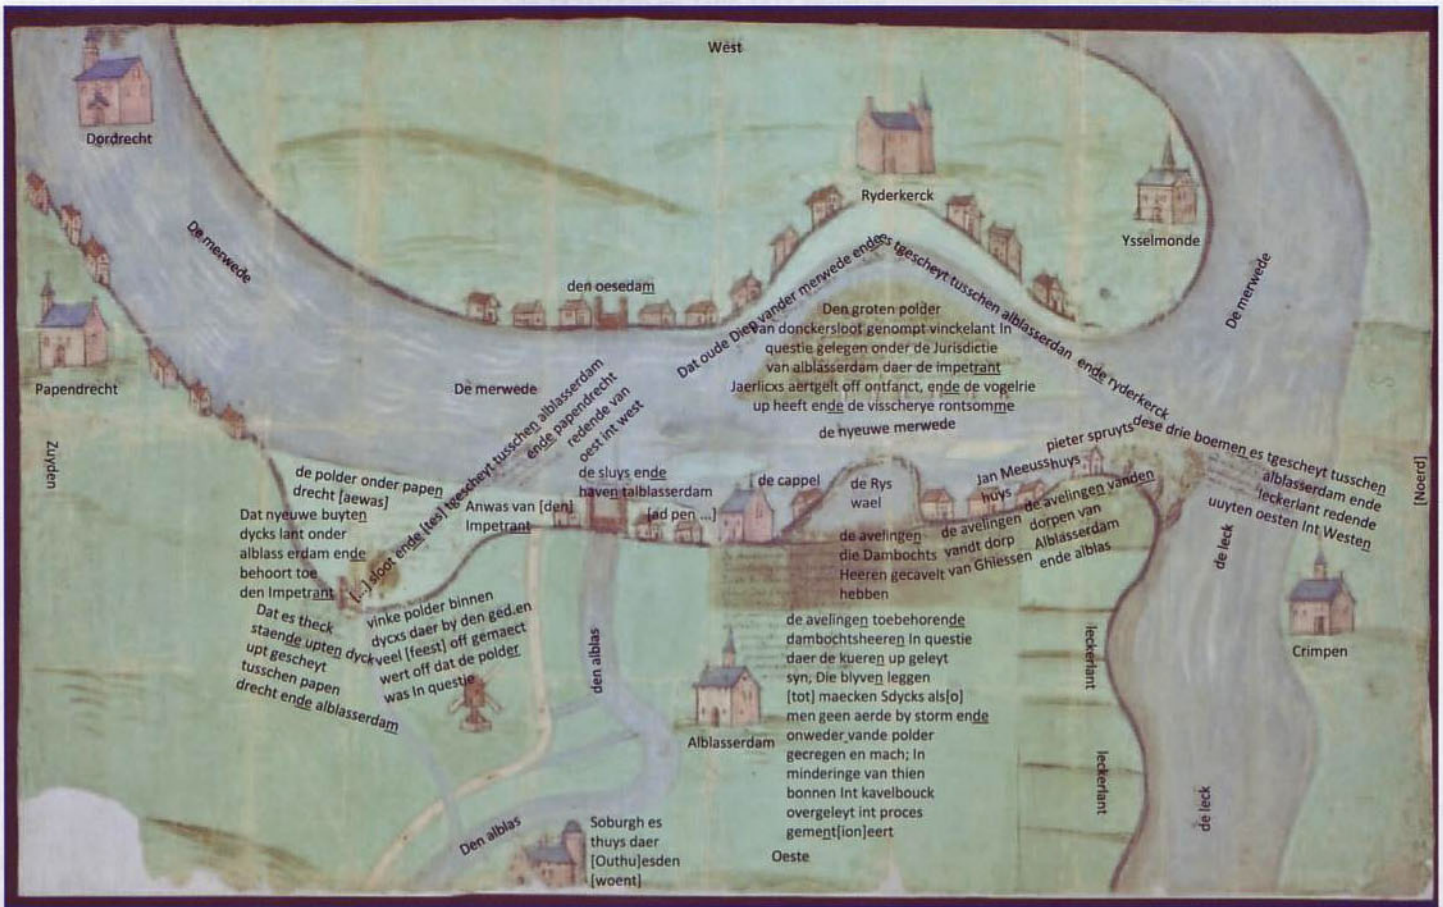 West
Dordrecht
Ryderkerck
Ysselmonde
De merwede
De merwede
den oesedam
Dat oude Diep vander merwede ende
es tgescheyt tusschen alblasserdan ende ryderkerck
Den groten polder
van donckersloot genompt vinckelant In
questie gelegen onder de Jurisdictie
van alblasserdam daer de impetrant
Jaerlicxs aertgelt off ontfanct, ende de vogelrie
up heeft ende de visscherye rontsomme
de nyeuwe merwede
Papendrecht
De merwede
[...] sloot ende [tes] tgescheyt tusschen alblasserdam
ende papendrecht
redende van
oest int west
Zuyden
[Noerd]
dese drie boemen es tgescheyt tusschen
alblasserdam ende
leckerlant redende
uuyten oesten Int Westen
pieter spruyts
huys
Jan Meeuss
huys
de polder onder papen
drecht [aewas]
Dat nyeuwe buyten
dycks lant onder
alblass erdam ende
behoort toe
den Impetrant
Anwas van [den]
Impetrant
de sluys ende
haven talblasserdam
[ad pen ...]
de cappel
de Rys
wael
de avelingen
die Dambochts
Heeren gecavelt
hebben
de avelingen
vandt dorp
van Ghiessen
de avelingen vanden
dorpen van
Alblasserdam
ende alblas
Dat es theck
staende upten dyck
upt gescheyt
tusschen papen
drecht ende alblasserdam
vinke polder binnen
dycxs daer by den ged.en
veel [feest] off gemaect
wert off dat de polder
was In questie
den alblas
Alblasserdam
de avelingen toebehorende
dambochtsheeren In questie
daer de kueren up geleyt
syn, Die blyven leggen
[tot] maecken Sdycks als[o]
men geen aerde by storm ende
onweder vande polder
gecregen en mach; In
minderinge van thien
bonnen Int kavelbouck
overgeleyt int proces
gement[ion]eert
leckerlant
leckerlant
de leck
de leck
Crimpen
Den alblas
Soburgh es
thuys daer
[Outhu]esden
[woent]
Oeste